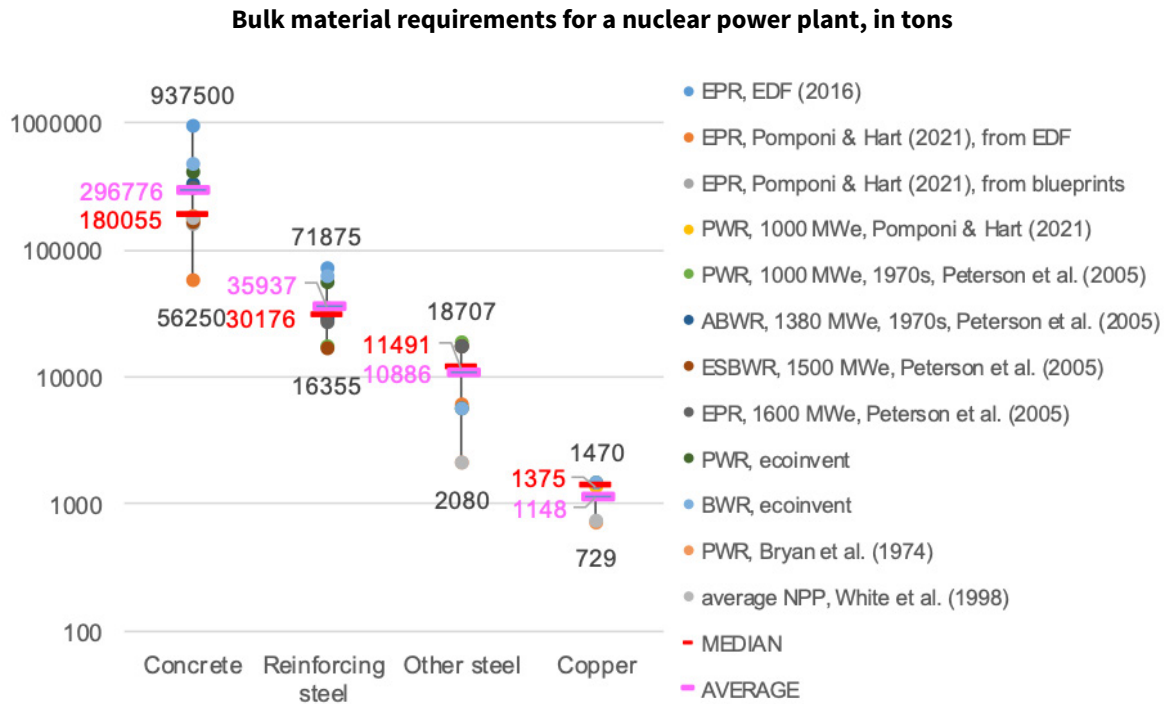 Bulk material requirements for a nuclear power plant, in tons
937500
1000000
296776
180055
71875
100000
35937
56250
30176
18707
11491
10000
10886
16355
1470
1375
1000
2080
1148
729
100
Concrete
Reinforcing
steel
Other steel
Copper
EPR, EDF (2016)
EPR, Pomponi & Hart (2021), from EDF
EPR, Pomponi & Hart (2021), from blueprints
PWR, 1000 MWe, Pomponi & Hart (2021)
PWR, 1000 MWe, 1970s, Peterson et al. (2005)
ABWR, 1380 MWe, 1970s, Peterson et al. (2005)
ESBWR, 1500 MWe, Peterson et al. (2005)
EPR, 1600 MWe, Peterson et al. (2005)
PWR, ecoinvent
BWR, ecoinvent
PWR, Bryan et al. (1974)
average NPP, White et al. (1998)
MEDIAN
AVERAGE